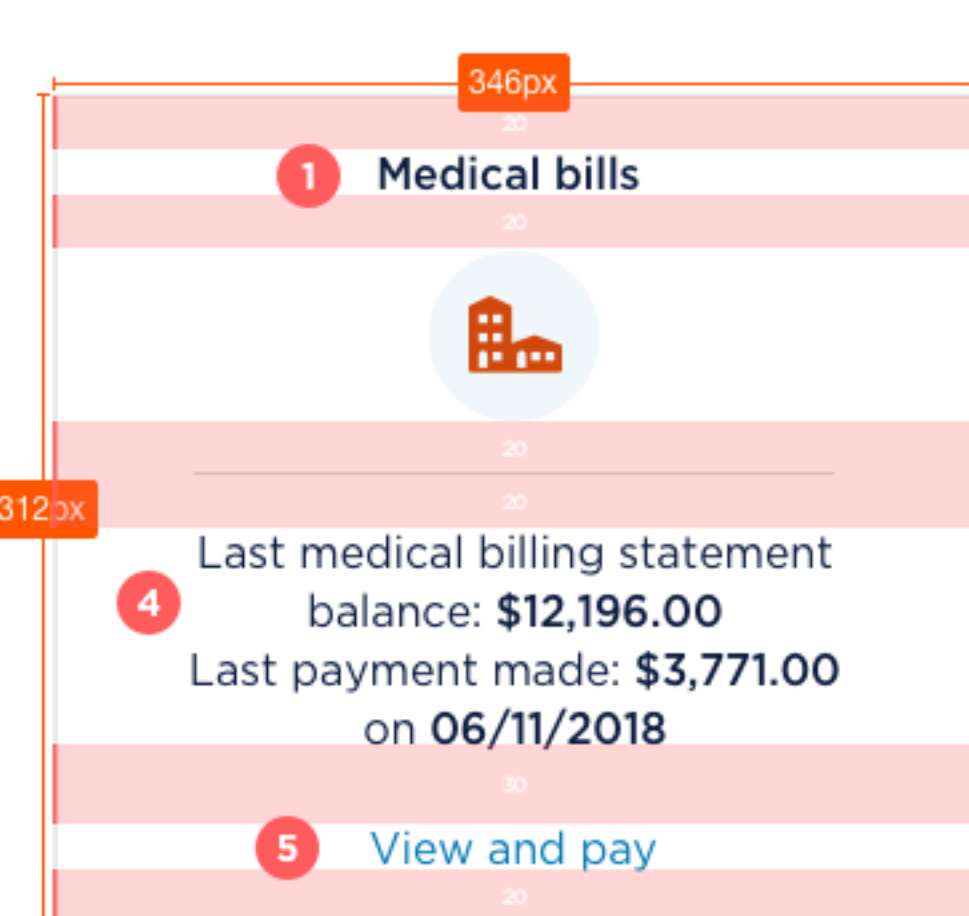 346px
20
1 Medical bills
20
20
312px
20
Last medical billing statement
4 balance: $12,196.00
Last payment made: $3,771.00
on 06/11/2018
30
5 View and pay
20